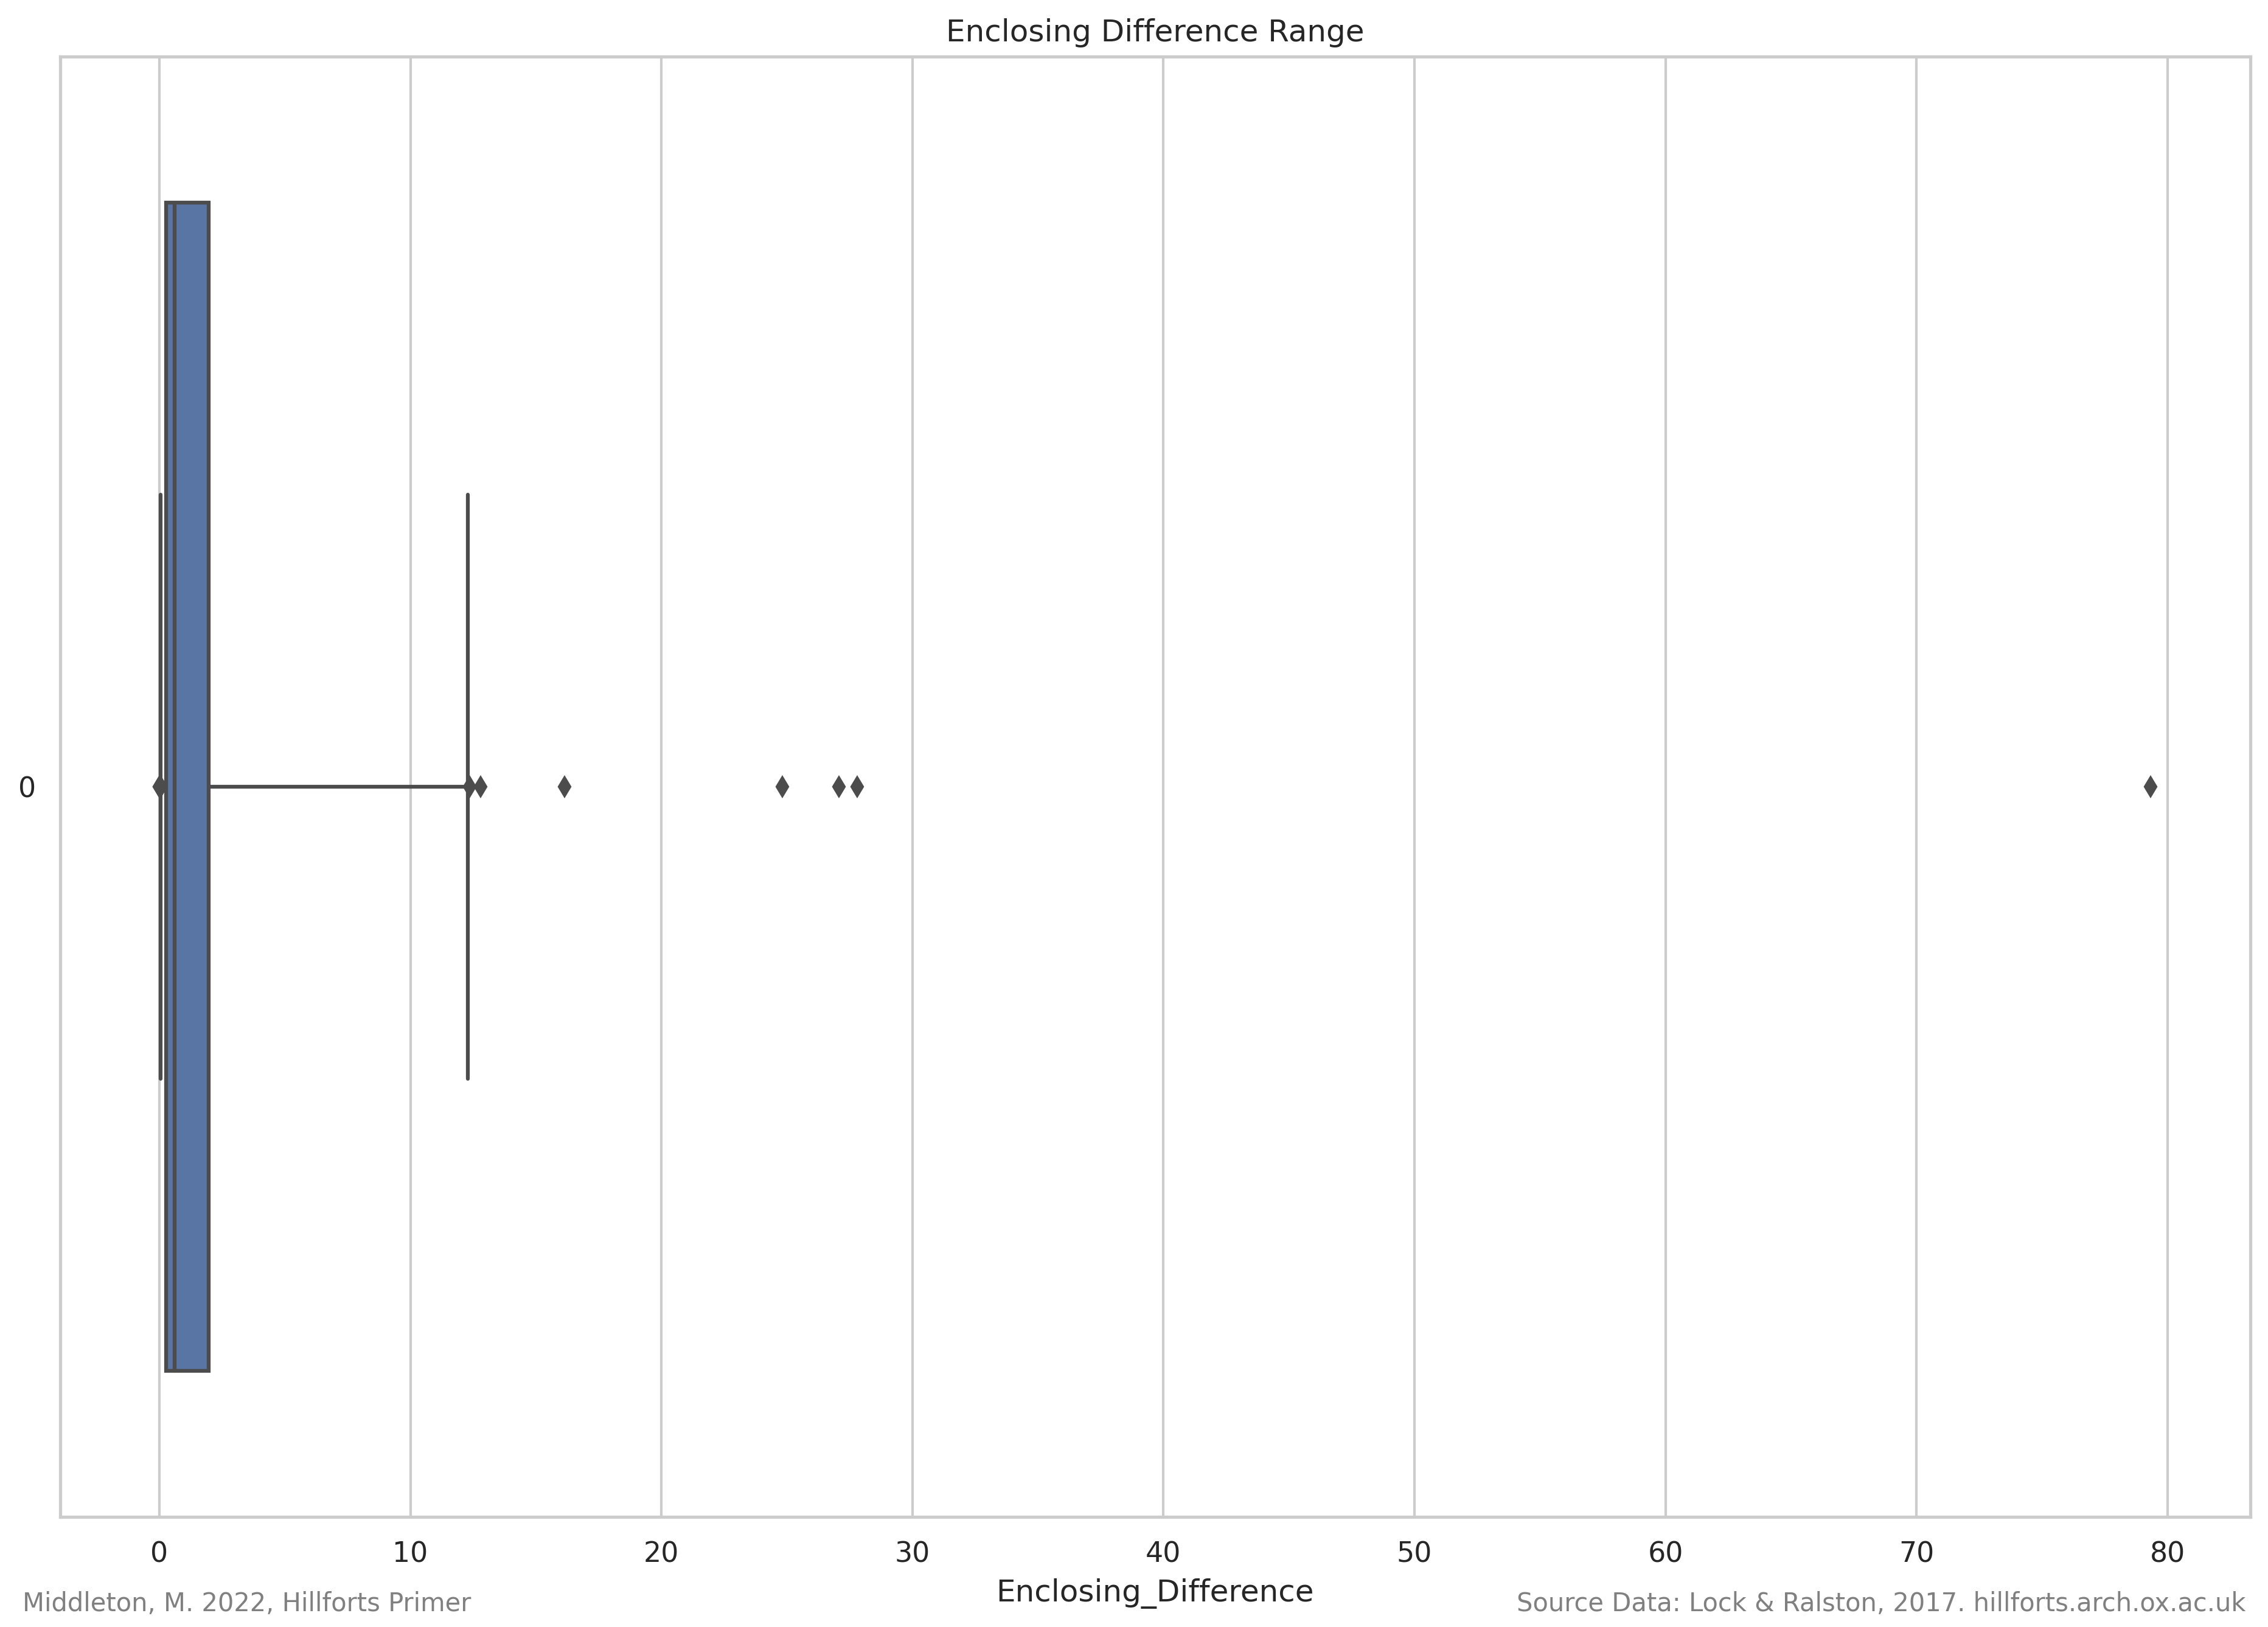 Enclosing Difference Range
0
0 10 20 30 40 50 60 70 80
Enclosing_Difference
Middleton, M. 2022, Hillforts Primer
Source Data: Lock & Ralston, 2017. hillforts.arch.ox.ac.uk